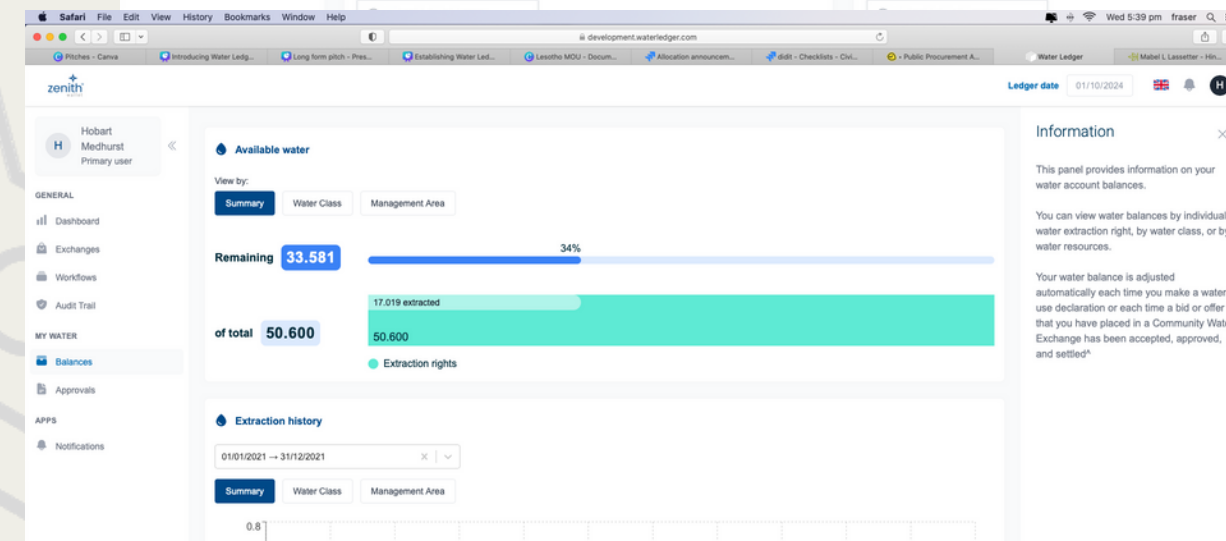 Safari File Edit View History Bookmarks Window Help
Wed 5:39 pm fraser
development.waterledger.com
Pitches - Canva
Introducing Water Ledg...
Long form pitch - Pres...
Establishing Water Led...
Lesotho MOU - Docum...
Allocation announcem...
didit - Checklists - Civi...
- Public Procurement A...
Water Ledger
Mabel L Lassetter - Hin...
zenith
water
Ledger date 01/10/2024
H
H
Hobart
Medhurst
Primary user
GENERAL
Dashboard
Exchanges
Workflows
Audit Trail
MY WATER
Balances
Approvals
APPS
Notifications
Available water
View by:
Summary Water Class Management Area
Remaining 33.581
34%
of total 50.600
17.019 extracted
50.600
Extraction rights
Extraction history
01/01/2021 → 31/12/2021
Summary Water Class Management Area
0.8
Information
This panel provides information on your
water account balances.
You can view water balances by individual
water extraction right, by water class, or by
water resources.
Your water balance is adjusted
automatically each time you make a water
use declaration or each time a bid or offer
that you have placed in a Community Wat
Exchange has been accepted, approved,
and settled^